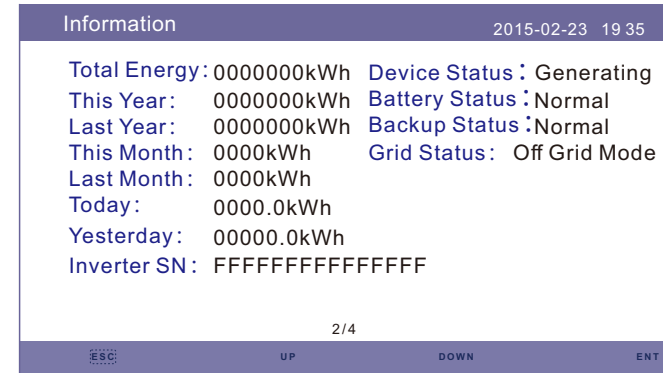 Information 2015-02-23 19 35
Total Energy: 0000000kWh Device Status: Generating
This Year: 0000000kWh Battery Status: Normal
Last Year: 0000000kWh Backup Status: Normal
This Month: 0000kWh Grid Status: Off Grid Mode
Last Month: 0000kWh
Today: 0000.0kWh
Yesterday: 00000.0kWh
Inverter SN: FFFFFFFFFFFFFFF
2/4
ESC UP DOWN ENT